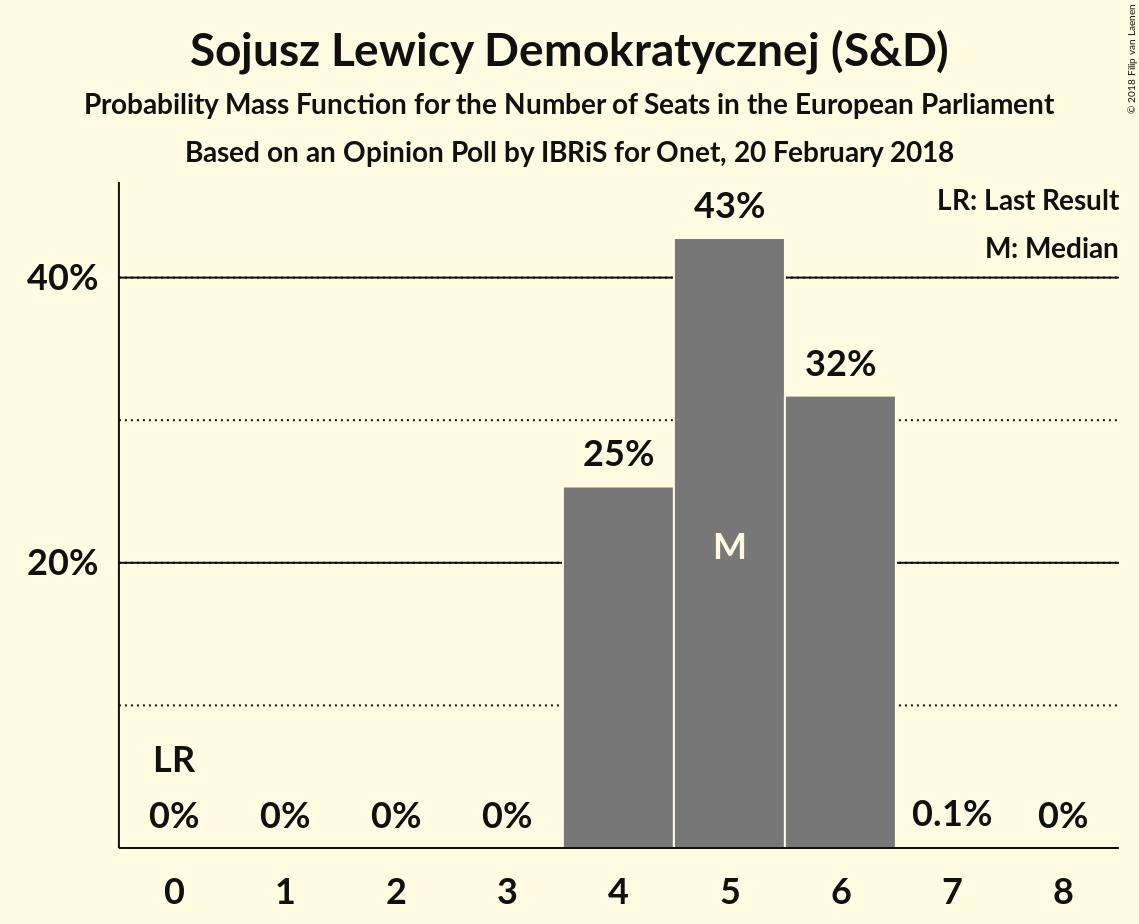 Sojusz Lewicy Demokratycznej (S&D)
Probability Mass Function for the Number of Seats in the European Parliament
Based on an Opinion Poll by IBRiS for Onet, 20 February 2018
© 2018 Filip van Laenen
LR: Last Result
M: Median
43%
40%
32%
25%
M
20%
LR
0% 0% 0% 0% 0.1% 0%
0 1 2 3 4 5 6 7 8